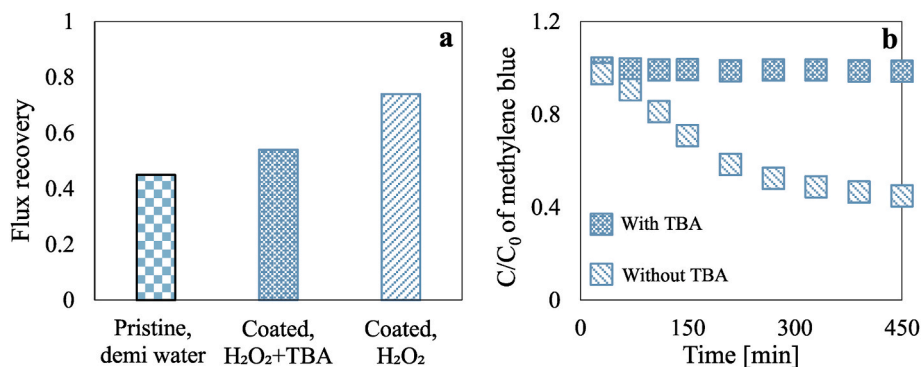 a
Flux recovery
1
0.8
0.6
0.4
0.2
0
Pristine,
demi water
Coated,
H₂O₂+TBA
Coated,
H₂O₂
b
C/C₀ of methylene blue
1.2
0.8
0.4
0
With TBA
Without TBA
0 150 300 450
Time [min]